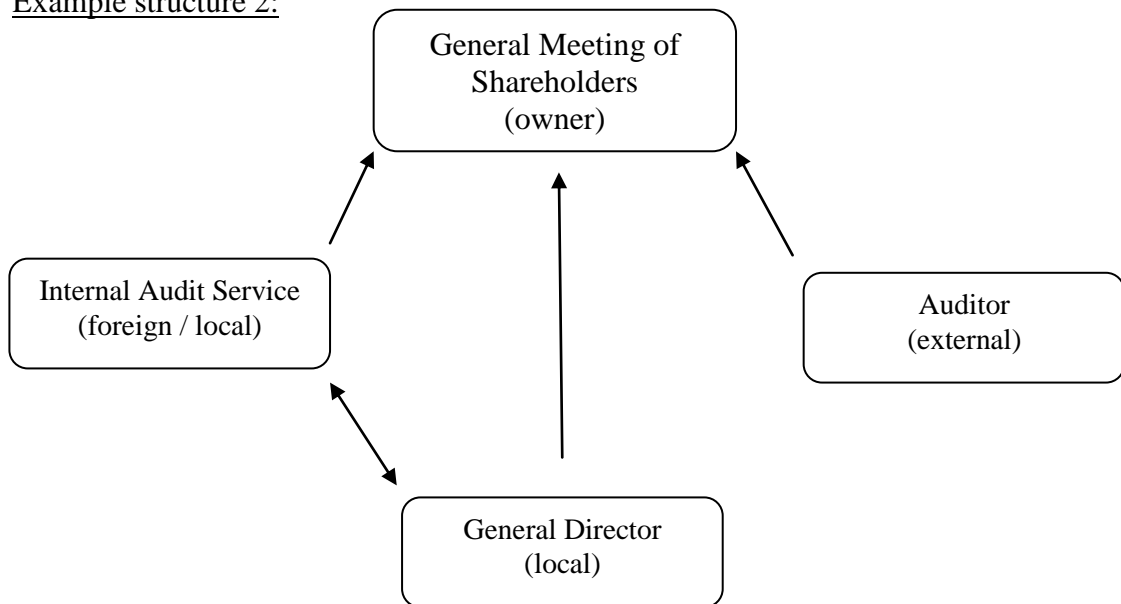 Example structure 2:
General Meeting of
Shareholders
(owner)
Internal Audit Service
(foreign / local)
Auditor
(external)
General Director
(local)